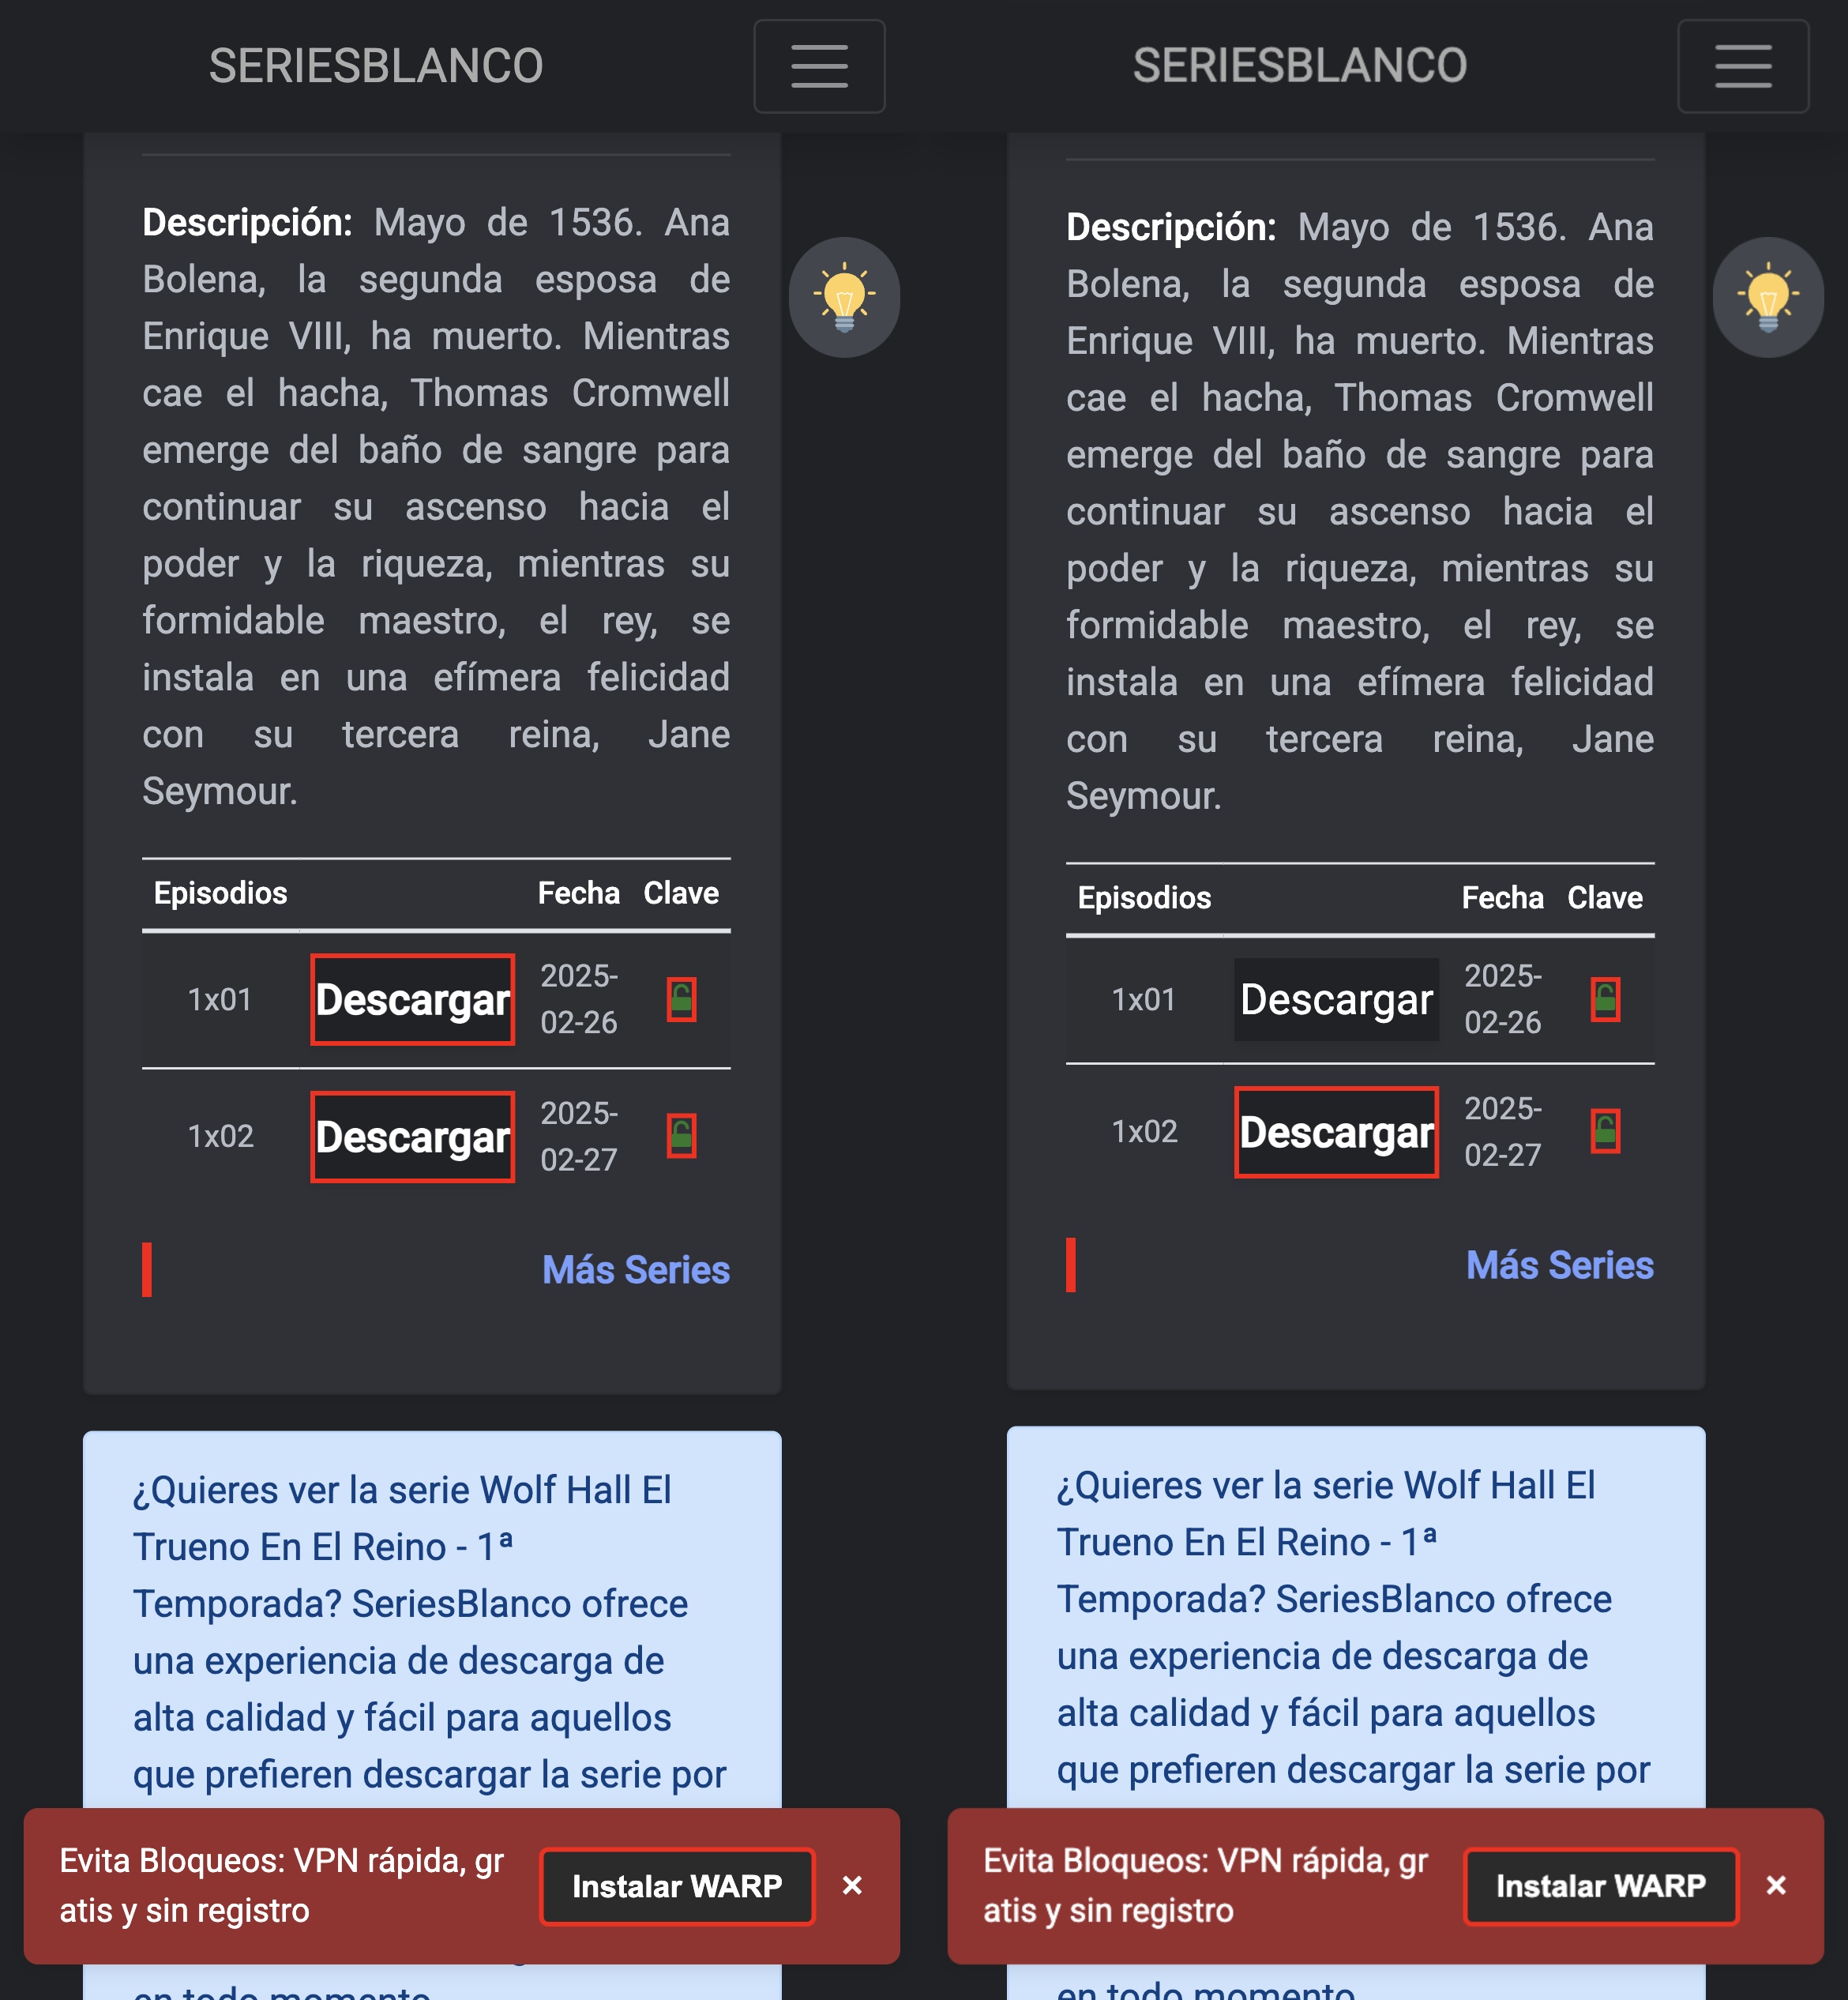 SERIESBLANCO
Descripción: Mayo de 1536. Ana
Bolena, la segunda esposa de
Enrique VIII, ha muerto. Mientras
cae el hacha, Thomas Cromwell
emerge del baño de sangre para
continuar su ascenso hacia el
poder y la riqueza, mientras su
formidable maestro, el rey, se
instala en una efímera felicidad
con su tercera reina, Jane
Seymour.
Episodios Fecha Clave
1x01 Descargar 2025-
02-26
1x02 Descargar 2025-
02-27
Más Series
¿Quieres ver la serie Wolf Hall El
Trueno En El Reino - 1ª
Temporada? SeriesBlanco ofrece
una experiencia de descarga de
alta calidad y fácil para aquellos
que prefieren descargar la serie por
Evita Bloqueos: VPN rápida, gr
atis y sin registro
Instalar WARP ×
en todo momento
SERIESBLANCO
Descripción: Mayo de 1536. Ana
Bolena, la segunda esposa de
Enrique VIII, ha muerto. Mientras
cae el hacha, Thomas Cromwell
emerge del baño de sangre para
continuar su ascenso hacia el
poder y la riqueza, mientras su
formidable maestro, el rey, se
instala en una efímera felicidad
con su tercera reina, Jane
Seymour.
Episodios Fecha Clave
1x01 Descargar 2025-
02-26
1x02 Descargar 2025-
02-27
Más Series
¿Quieres ver la serie Wolf Hall El
Trueno En El Reino - 1ª
Temporada? SeriesBlanco ofrece
una experiencia de descarga de
alta calidad y fácil para aquellos
que prefieren descargar la serie por
Evita Bloqueos: VPN rápida, gr
atis y sin registro
Instalar WARP ×
en todo momento